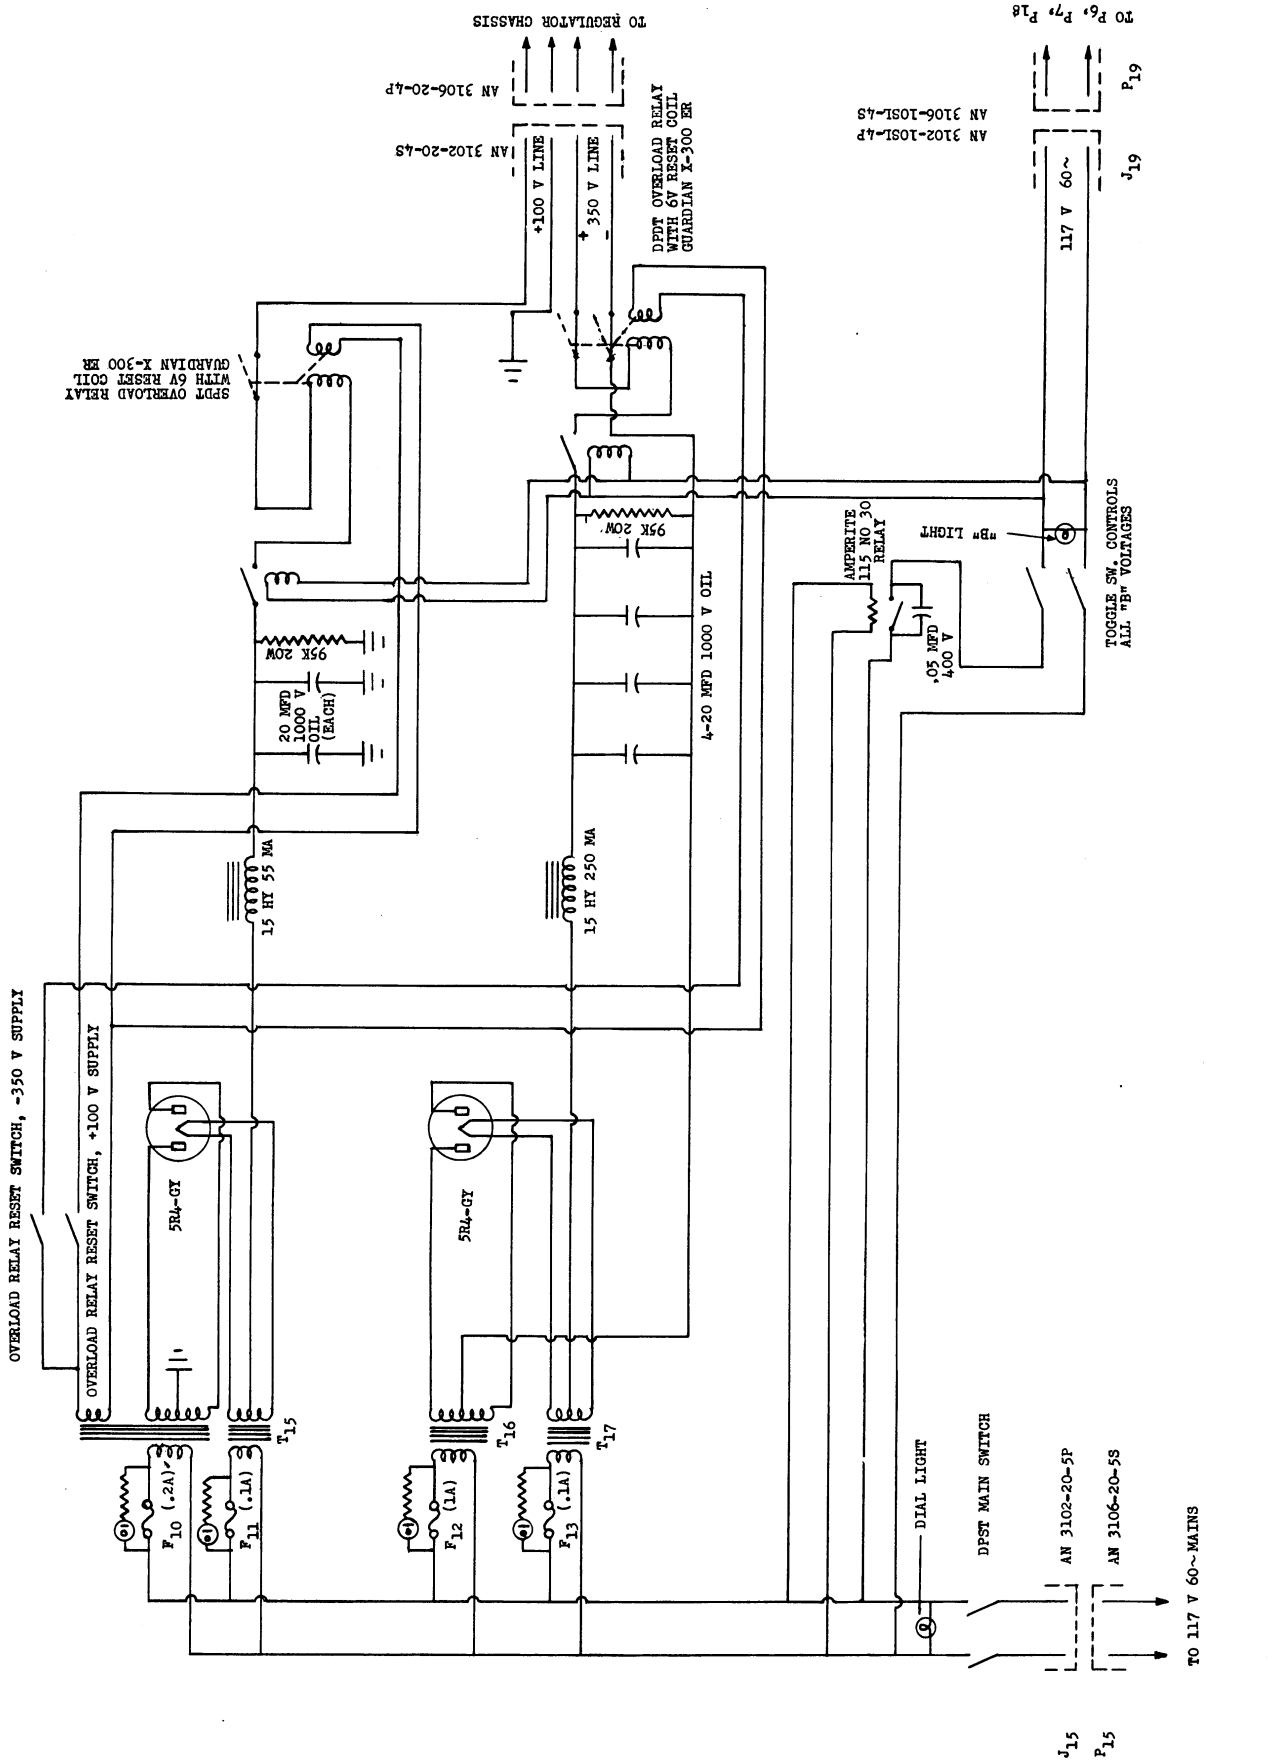 OVERLOAD RELAY RESET SWITCH, -350 V SUPPLY
OVERLOAD RELAY RESET SWITCH, +100 V SUPPLY
SPDT OVERLOAD RELAY
WITH 6V RESET COIL
GUARDIAN X-300 ER
TO REGULATOR CHASSIS
AN 3106-20-4P
AN 3102-20-4S
+100 V LINE
+
350 V LINE
-
DPDT OVERLOAD RELAY
WITH 6V RESET COIL
GUARDIAN X-300 ER
95K 20W
20 MFD
1000 V
OIL
(EACH)
15 HY 55 MA
5R4-GY
F10 (.2A)
F11 (.1A)
T15
95K 20W
4-20 MFD 1000 V OIL
15 HY 250 MA
5R4-GY
F12 (1A)
T16
F13 (.1A)
T17
AMPERITE
115 NO 30
RELAY
.05 MFD
400 V
"B" LIGHT
TOGGLE SW. CONTROLS
ALL "B" VOLTAGES
117 V 60~
AN 3106-10SL-4S
AN 3102-10SL-4P
J19
P19
TO P6, P7, P18
DIAL LIGHT
DPST MAIN SWITCH
AN 3102-20-5P
AN 3106-20-5S
TO 117 V 60~ MAINS
J15
P15